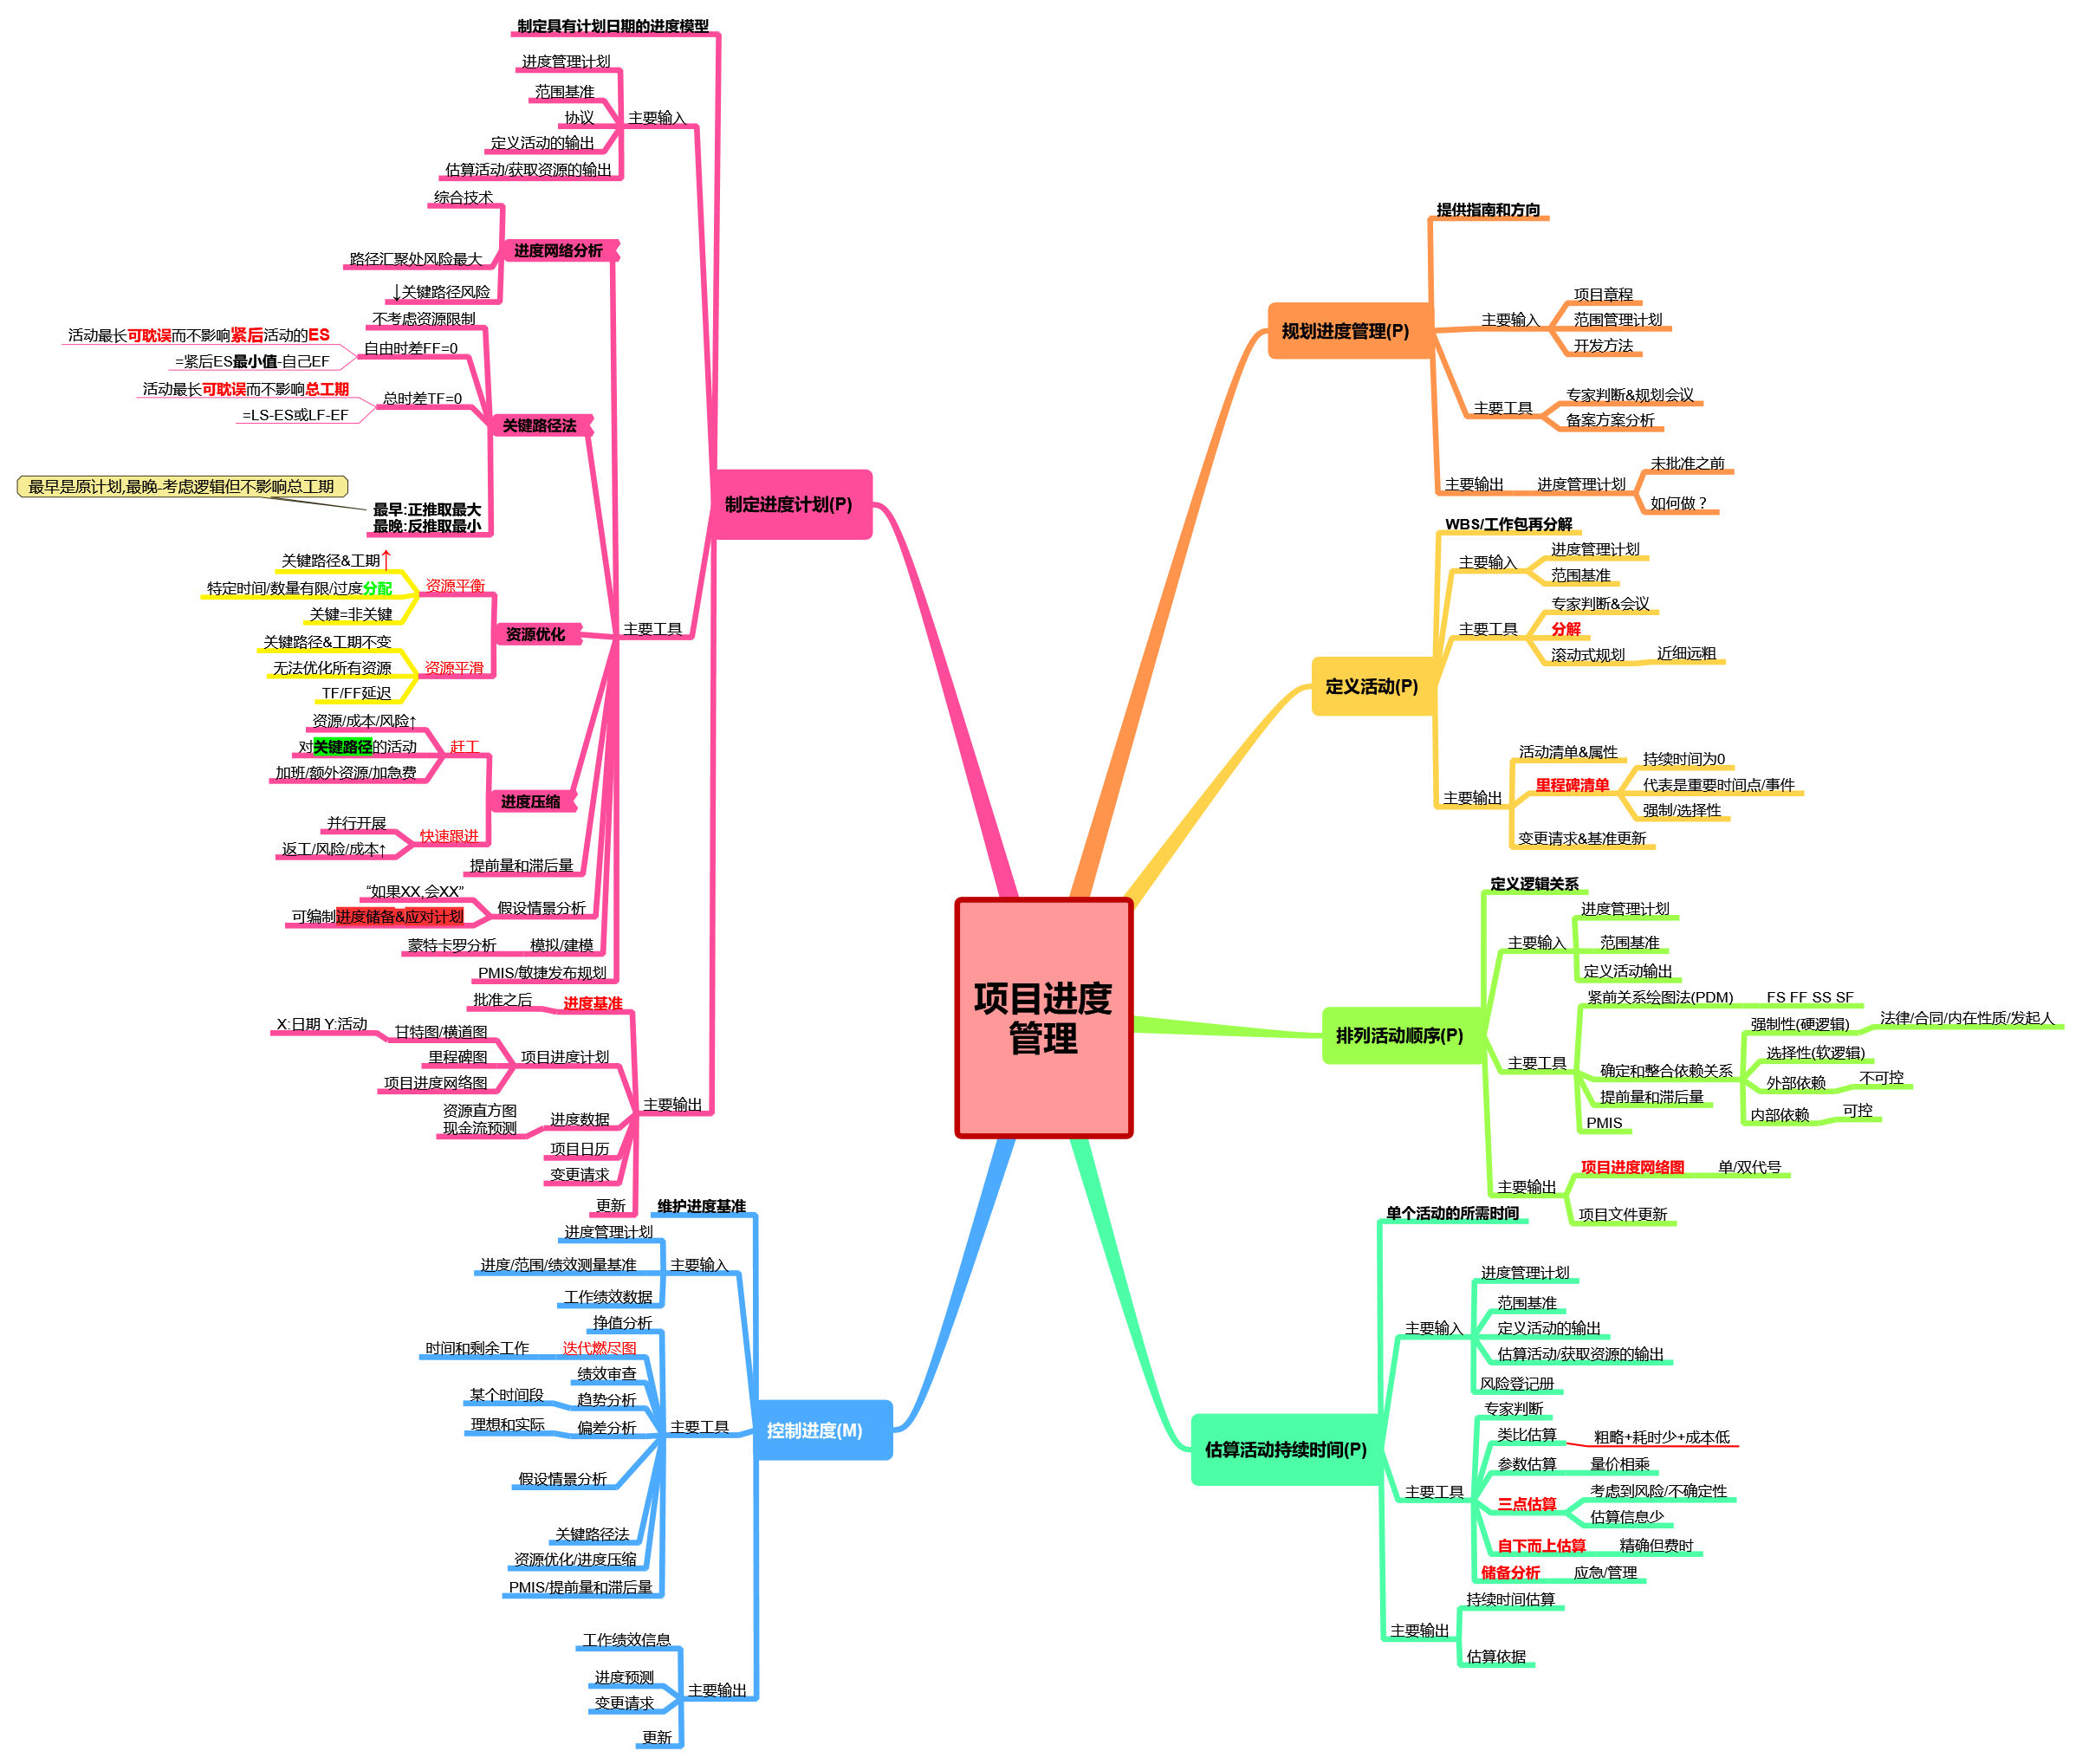 项目进度
管理
规划进度管理(P)
提供指南和方向
主要输入
项目章程
范围管理计划
开发方法
主要工具
专家判断&规划会议
备案方案分析
主要输出
进度管理计划
未批准之前
如何做？
定义活动(P)
WBS/工作包再分解
主要输入
进度管理计划
范围基准
主要工具
专家判断&会议
分解
滚动式规划
近细远粗
主要输出
活动清单&属性
里程碑清单
持续时间为0
代表是重要时间点/事件
强制/选择性
变更请求&基准更新
排列活动顺序(P)
定义逻辑关系
主要输入
进度管理计划
范围基准
定义活动输出
主要工具
紧前关系绘图法(PDM)
FS FF SS SF
确定和整合依赖关系
强制性(硬逻辑)
法律/合同/内在性质/发起人
选择性(软逻辑)
外部依赖
不可控
内部依赖
可控
提前量和滞后量
PMIS
主要输出
项目进度网络图
单/双代号
项目文件更新
估算活动持续时间(P)
单个活动的所需时间
主要输入
进度管理计划
范围基准
定义活动的输出
估算活动/获取资源的输出
风险登记册
主要工具
专家判断
类比估算
粗略+耗时少+成本低
参数估算
量价相乘
三点估算
考虑到风险/不确定性
估算信息少
自下而上估算
精确但费时
储备分析
应急/管理
主要输出
持续时间估算
估算依据
制定进度计划(P)
制定具有计划日期的进度模型
主要输入
进度管理计划
范围基准
协议
定义活动的输出
估算活动/获取资源的输出
主要工具
进度网络分析
综合技术
路径汇聚处风险最大
↓关键路径风险
关键路径法
不考虑资源限制
自由时差FF=0
活动最长可耽误而不影响紧后活动的ES
=紧后ES最小值-自己EF
总时差TF=0
活动最长可耽误而不影响总工期
=LS-ES或LF-EF
最早:正推取最大
最晚:反推取最小
最早是原计划,最晚-考虑逻辑但不影响总工期
资源优化
资源平衡
关键路径&工期↑
特定时间/数量有限/过度分配
关键=非关键
资源平滑
关键路径&工期不变
无法优化所有资源
TF/FF延迟
进度压缩
赶工
资源/成本/风险↑
对关键路径的活动
加班/额外资源/加急费
快速跟进
并行开展
返工/风险/成本↑
提前量和滞后量
假设情景分析
“如果XX,会XX”
可编制进度储备&应对计划
模拟/建模
蒙特卡罗分析
PMIS/敏捷发布规划
主要输出
进度基准
批准之后
项目进度计划
甘特图/横道图
X:日期 Y:活动
里程碑图
项目进度网络图
进度数据
资源直方图
现金流预测
项目日历
变更请求
更新
控制进度(M)
维护进度基准
主要输入
进度管理计划
进度/范围/绩效测量基准
工作绩效数据
主要工具
挣值分析
迭代燃尽图
时间和剩余工作
绩效审查
趋势分析
某个时间段
偏差分析
理想和实际
假设情景分析
关键路径法
资源优化/进度压缩
PMIS/提前量和滞后量
主要输出
工作绩效信息
进度预测
变更请求
更新